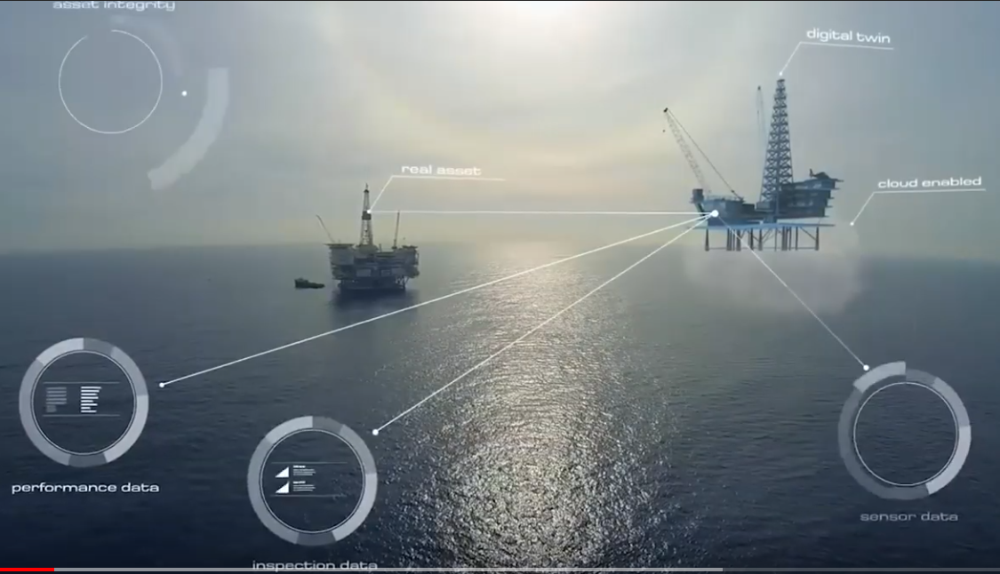 asset integrity
digital twin
real asset
cloud enabled
performance data
inspection data
sensor data